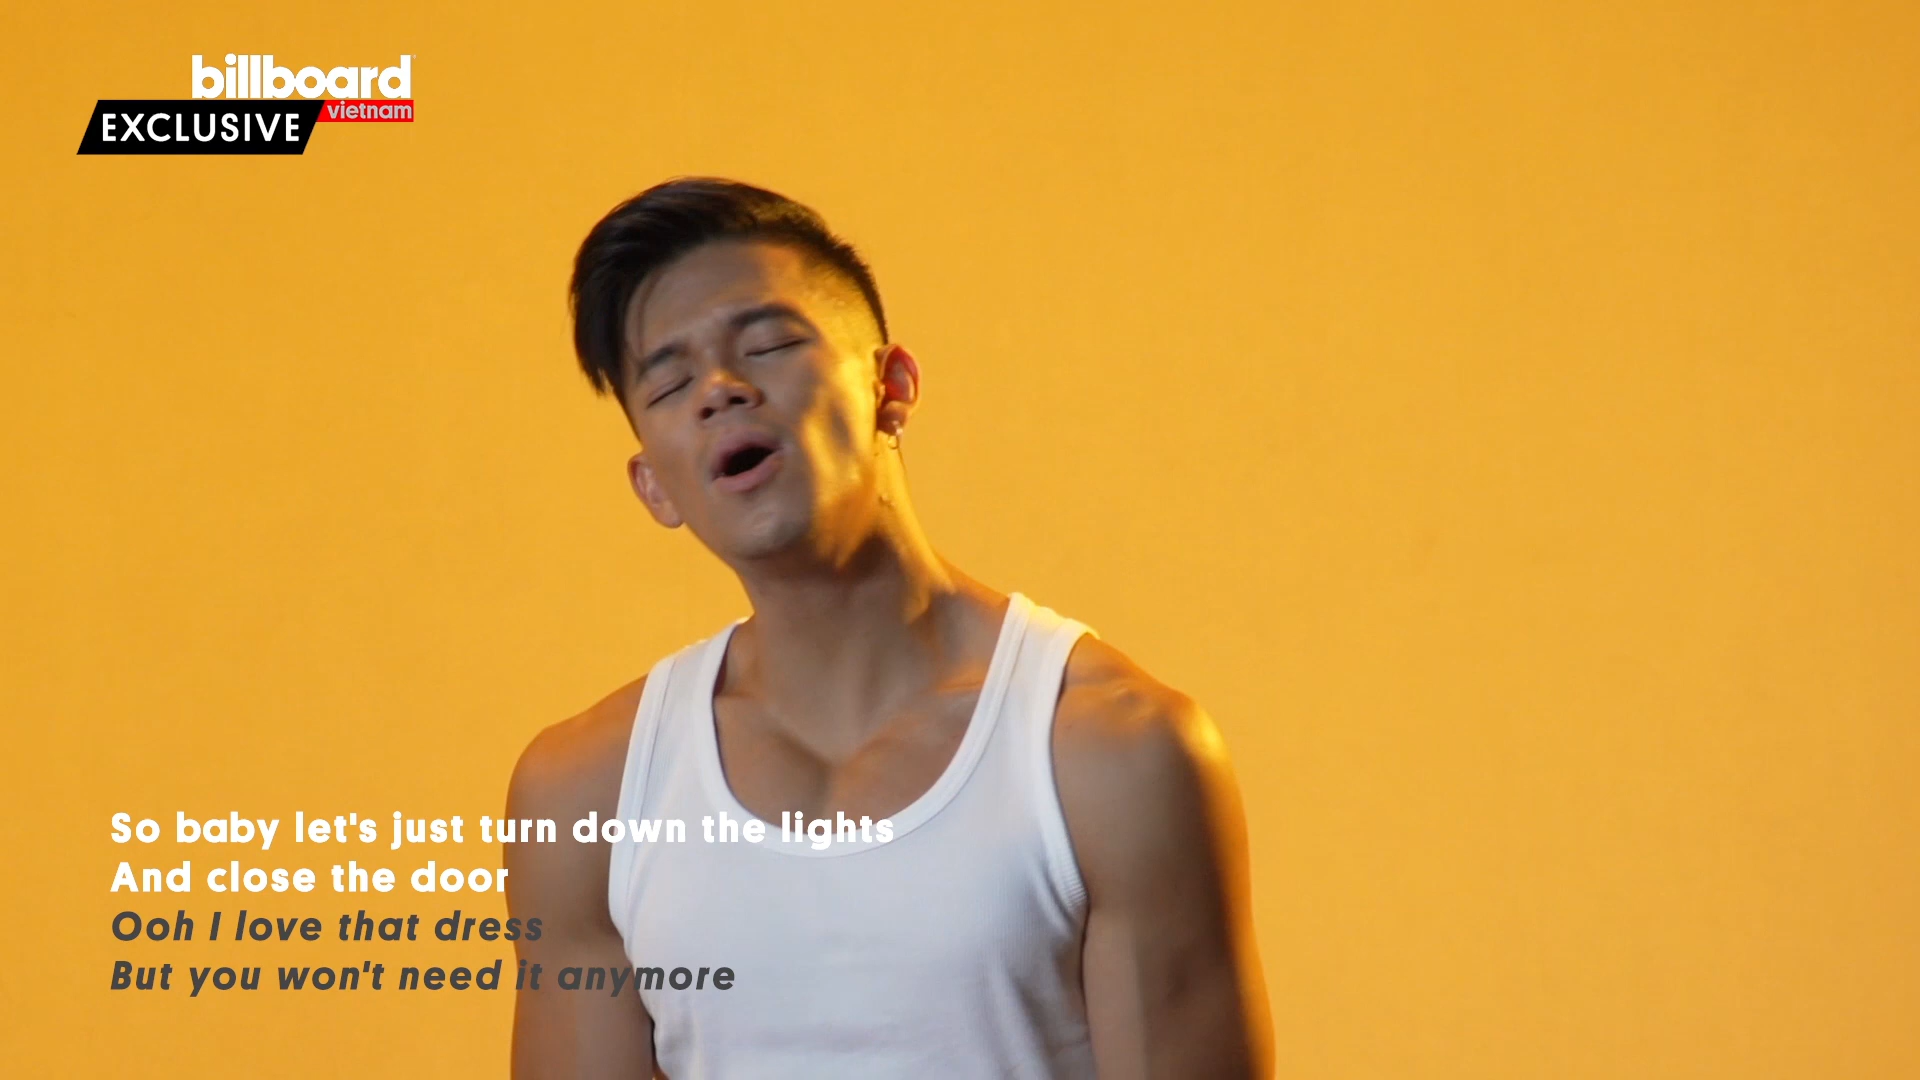 billboard
vietnam
EXCLUSIVE
So baby let's just turn down the lights
And close the door
Ooh I love that dress
But you won't need it anymore